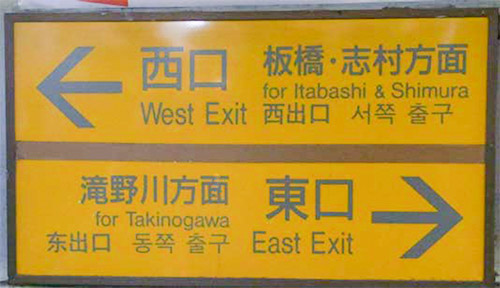 西口 板橋・志村方面
for Itabashi & Shimura
West Exit 西出口 서쪽 출구
滝野川方面 東口
for Takinogawa
东出口 동쪽 출구 East Exit